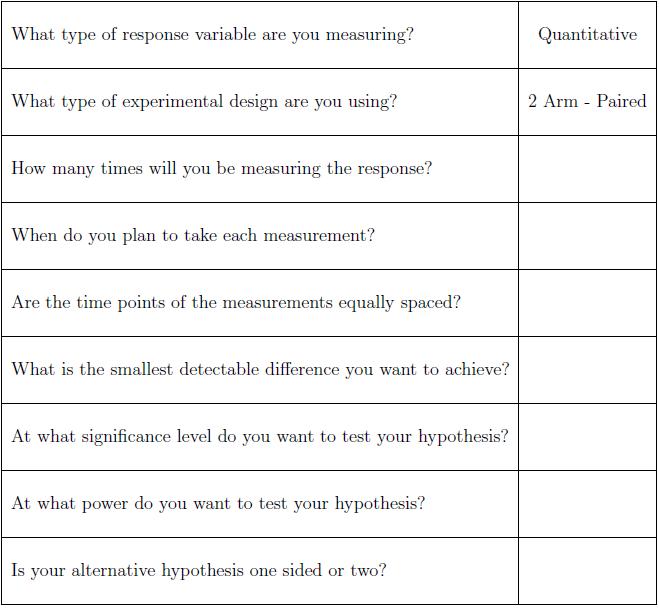 What type of response variable are you measuring? Quantitative
What type of experimental design are you using? 2 Arm - Paired
How many times will you be measuring the response?
When do you plan to take each measurement?
Are the time points of the measurements equally spaced?
What is the smallest detectable difference you want to achieve?
At what significance level do you want to test your hypothesis?
At what power do you want to test your hypothesis?
Is your alternative hypothesis one sided or two?